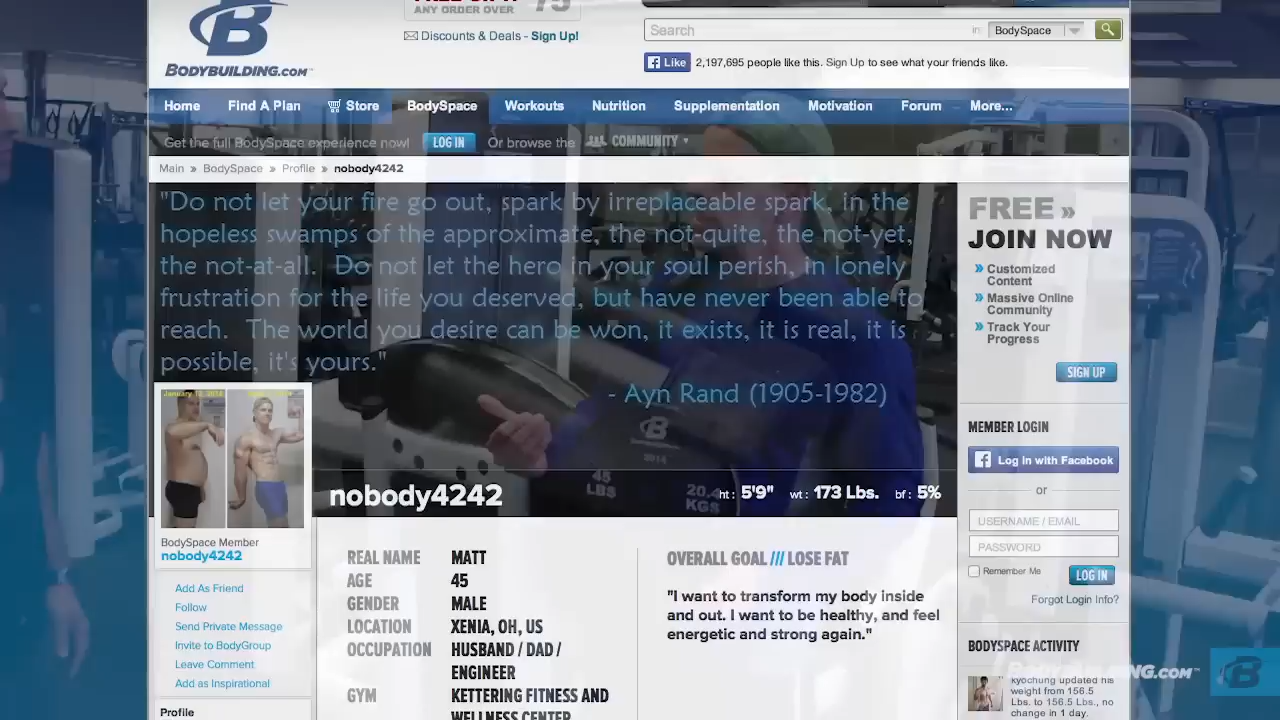 BODYBUILDING.COM™
ANY ORDER OVER 75
Discounts & Deals - Sign Up!
Search
in: BodySpace
Like 2,197,695 people like this. Sign Up to see what your friends like.
Home Find A Plan Store BodySpace Workouts Nutrition Supplementation Motivation Forum More...
Get the full BodySpace experience now! LOG IN Or browse the COMMUNITY
Main » BodySpace » Profile » nobody4242
"Do not let your fire go out, spark by irreplaceable spark, in the
hopeless swamps of the approximate, the not-quite, the not-yet,
the not-at-all. Do not let the hero in your soul perish, in lonely
frustration for the life you deserved, but have never been able to
reach. The world you desire can be won, it exists, it is real, it is
possible, it's yours."
- Ayn Rand (1905-1982)
B
2014
45
LBS
20.4
KGS
nobody4242
ht: 5'9" wt: 173 Lbs. bf: 5%
BodySpace Member
nobody4242
Add As Friend
Follow
Send Private Message
Invite to BodyGroup
Leave Comment
Add as Inspirational
Profile
REAL NAME MATT
AGE 45
GENDER MALE
LOCATION XENIA, OH, US
OCCUPATION HUSBAND / DAD /
ENGINEER
GYM KETTERING FITNESS AND
WELLNESS CENTER
OVERALL GOAL /// LOSE FAT
"I want to transform my body inside
and out. I want to be healthy, and feel
energetic and strong again."
FREE »
JOIN NOW
» Customized
Content
» Massive Online
Community
» Track Your
Progress
SIGN UP
MEMBER LOGIN
Log in with Facebook
or
USERNAME / EMAIL
PASSWORD
Remember Me
LOG IN
Forgot Login Info?
BODYSPACE ACTIVITY
kyochung updated his
weight from 156.5
Lbs. to 156.5 Lbs., no
change in 1 day.
BODYBUILDING.COM™
B